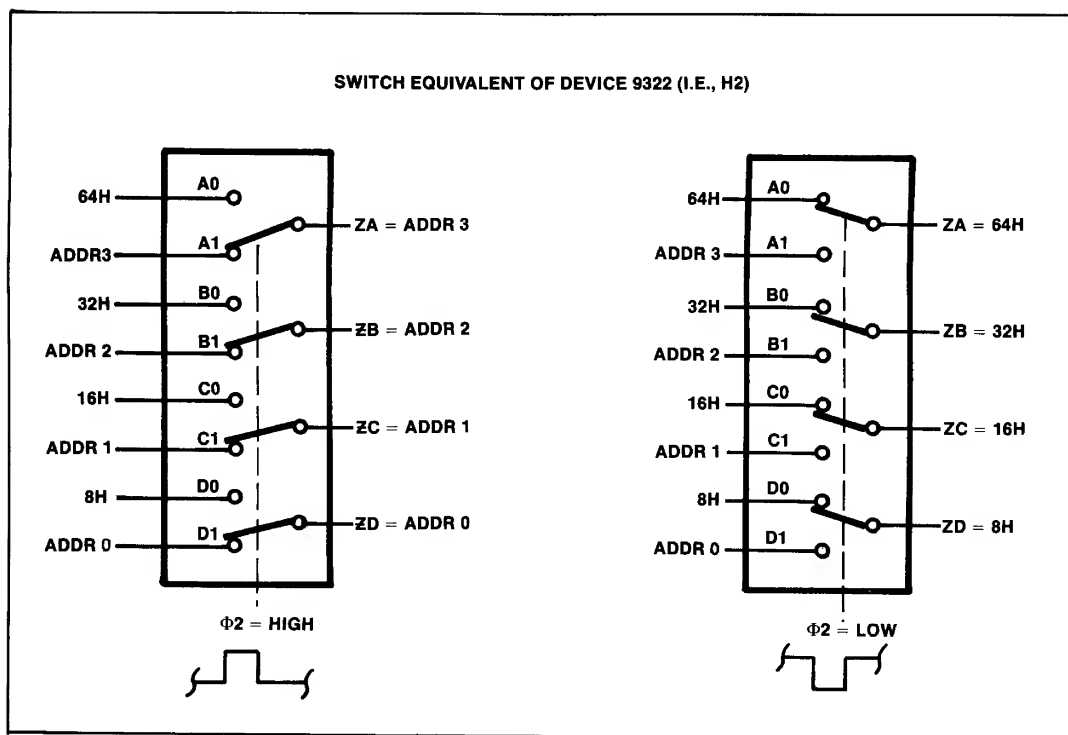 SWITCH EQUIVALENT OF DEVICE 9322 (I.E., H2)
64H
A0
ZA = ADDR 3
ADDR3
A1
32H
B0
ZB = ADDR 2
ADDR 2
B1
16H
C0
ZC = ADDR 1
ADDR 1
C1
8H
D0
ZD = ADDR 0
ADDR 0
D1
Φ2 = HIGH
64H
A0
ZA = 64H
ADDR 3
A1
32H
B0
ZB = 32H
ADDR 2
B1
16H
C0
ZC = 16H
ADDR 1
C1
8H
D0
ZD = 8H
ADDR 0
D1
Φ2 = LOW